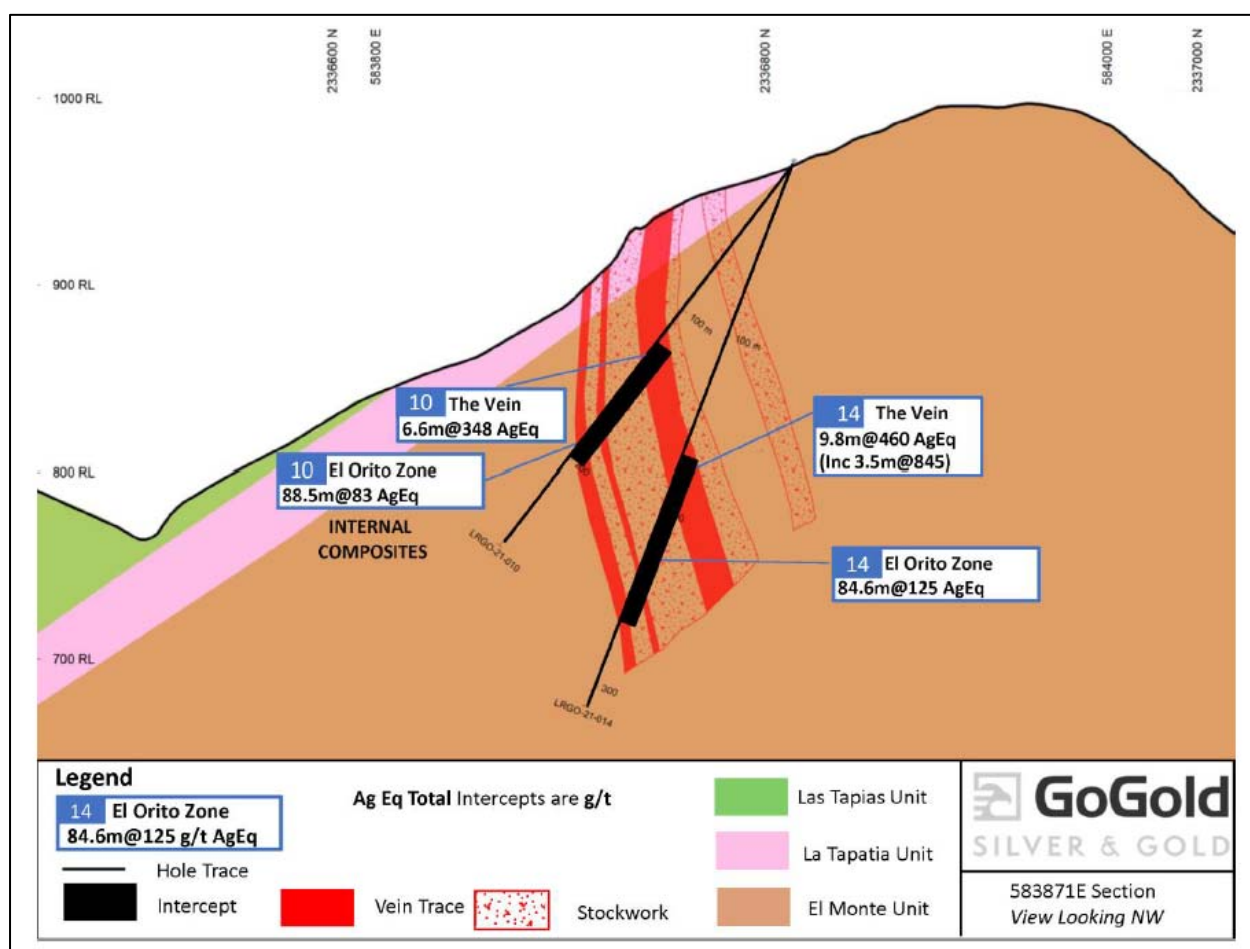 2336600 N
583800 E
2336800 N
584000 E
2337000 N
1000 RL
900 RL
800 RL
700 RL
100 m
100 m
10 The Vein
6.6m@348 AgEq
10 El Orito Zone
88.5m@83 AgEq
INTERNAL
COMPOSITES
14 The Vein
9.8m@460 AgEq
(Inc 3.5m@845)
14 El Orito Zone
84.6m@125 AgEq
LRGO-21-010
300
LRGO-21-014
Legend
14 El Orito Zone
84.6m@125 g/t AgEq
Hole Trace
Intercept
Ag Eq Total Intercepts are g/t
Vein Trace
Stockwork
Las Tapias Unit
La Tapatia Unit
El Monte Unit
GoGold
SILVER & GOLD
583871E Section
View Looking NW